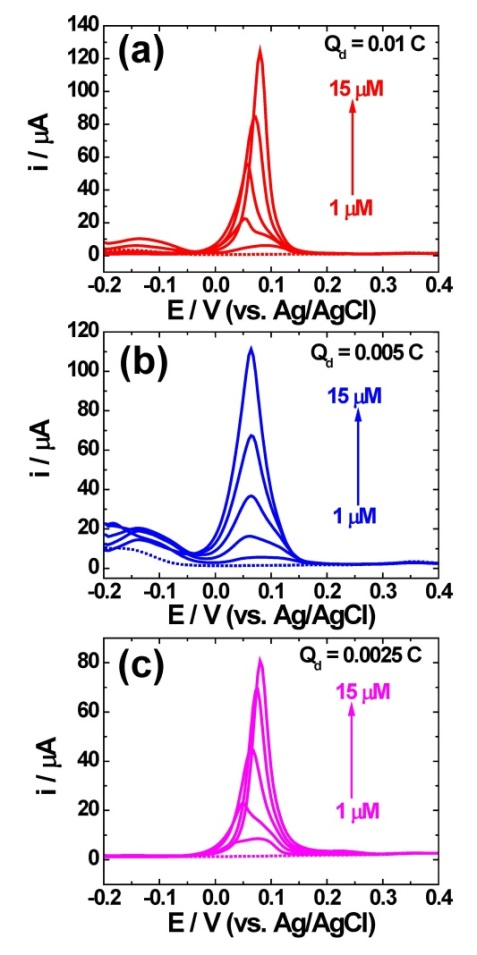 (a)
Qd = 0.01 C
140
120
100
80
60
40
20
0
i / μA
15 μM
1 μM
-0.2 -0.1 0.0 0.1 0.2 0.3 0.4
E / V (vs. Ag/AgCl)
(b)
Qd = 0.005 C
120
100
80
60
40
20
0
i / μA
15 μM
1 μM
-0.2 -0.1 0.0 0.1 0.2 0.3 0.4
E / V (vs. Ag/AgCl)
(c)
Qd = 0.0025 C
80
60
40
20
0
i / μA
15 μM
1 μM
-0.2 -0.1 0.0 0.1 0.2 0.3 0.4
E / V (vs. Ag/AgCl)